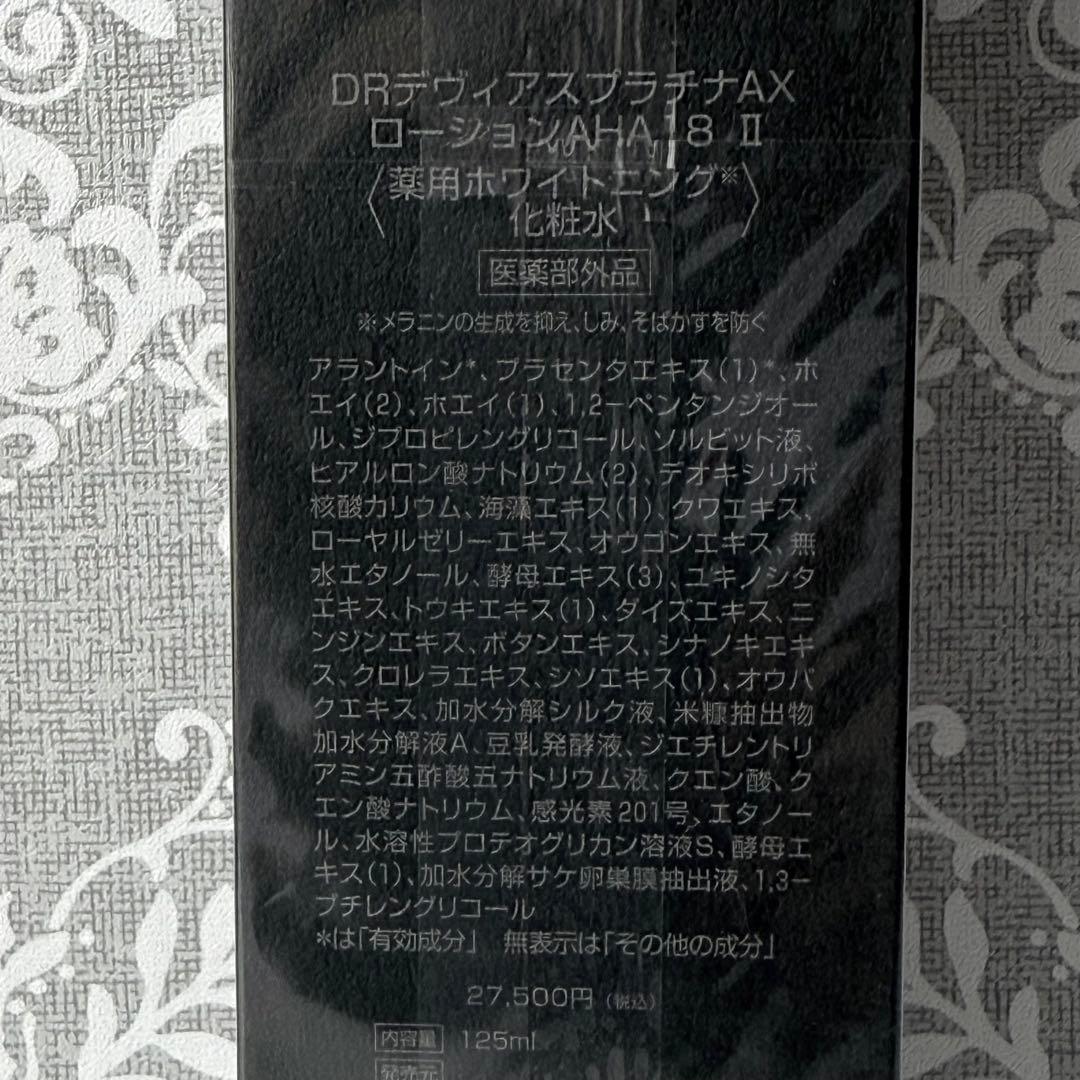 DRデヴィアスプラチナAX
ローションAHA18 Ⅱ
〈薬用ホワイトニング※
化粧水〉
医薬部外品
※メラニンの生成を抑え、しみ、そばかすを防ぐ
アラントイン*、プラセンタエキス(1)*、ホ
エイ(2)、ホエイ(1)、1,2-ペンタンジオー
ル、ジプロピレングリコール、ソルビット液、
ヒアルロン酸ナトリウム(2)、デオキシリボ
核酸カリウム、海藻エキス(1)、クワエキス、
ローヤルゼリーエキス、オウゴンエキス、無
水エタノール、酵母エキス(3)、ユキノシタ
エキス、トウキエキス(1)、ダイズエキス、ニ
ンジンエキス、ボタンエキス、シナノキエキ
ス、クロレラエキス、シソエキス(1)、オウバ
クエキス、加水分解シルク液、米糠抽出物
加水分解液A、豆乳発酵液、ジエチレントリ
アミン五酢酸五ナトリウム液、クエン酸、ク
エン酸ナトリウム、感光素201号、エタノー
ル、水溶性プロテオグリカン溶液S、酵母エ
キス(1)、加水分解サケ卵巣膜抽出液、1,3-
ブチレングリコール
*は「有効成分」 無表示は「その他の成分」
27,500円(税込)
内容量 125ml
発売元